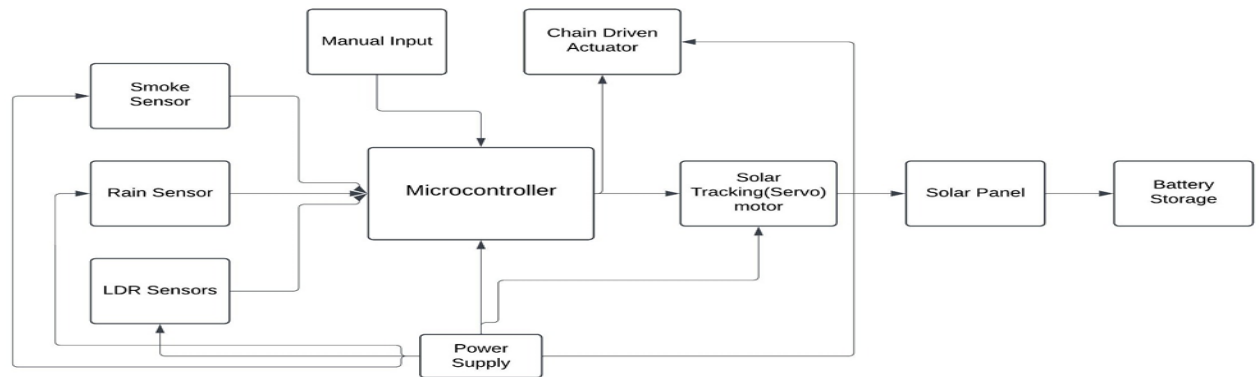 Manual Input
Chain Driven
Actuator
Smoke
Sensor
Rain Sensor
Microcontroller
Solar
Tracking(Servo)
motor
Solar Panel
Battery
Storage
LDR Sensors
Power
Supply